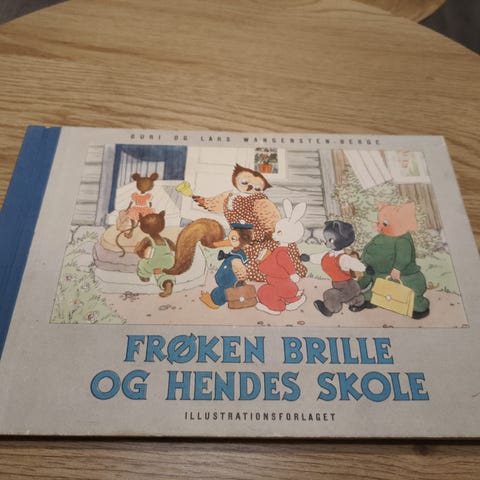 GURI OG LARS WANGENSTEN-BERGE
FRØKEN BRILLE
OG HENDES SKOLE
ILLUSTRATIONSFORLAGET